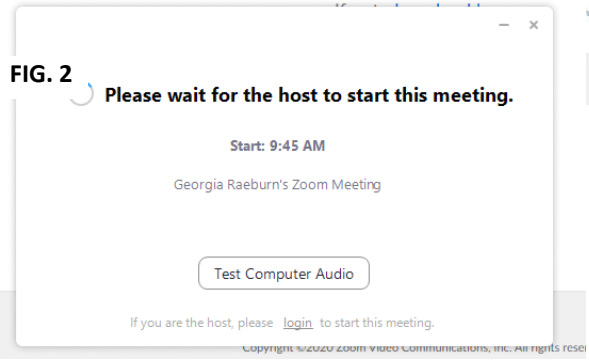 FIG. 2
Please wait for the host to start this meeting.
Start: 9:45 AM
Georgia Raeburn's Zoom Meeting
Test Computer Audio
If you are the host, please login to start this meeting.
Copyright ©2020 Zoom Video Communications, Inc. All rights